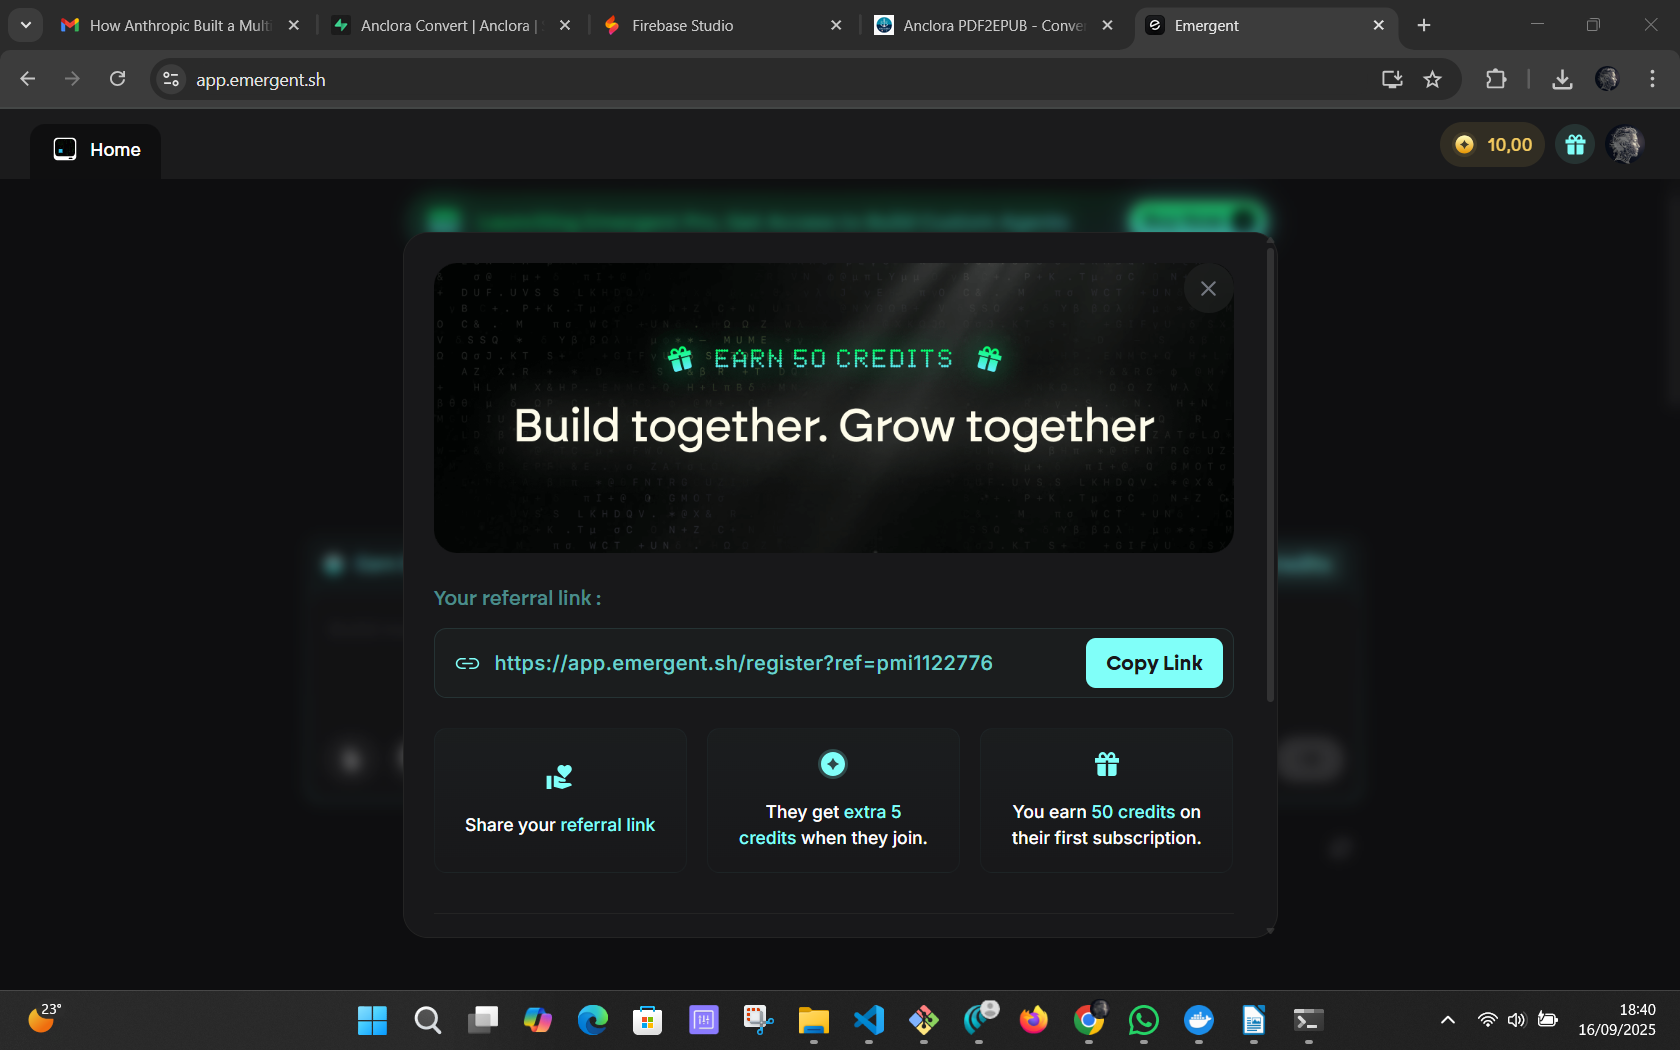 How Anthropic Built a Mult
Anclora Convert | Anclora |
Firebase Studio
Anclora PDF2EPUB - Conve
Emergent
app.emergent.sh
Home
10,00
EARN 50 CREDITS
Build together. Grow together
Your referral link :
https://app.emergent.sh/register?ref=pmi1122776
Copy Link
Share your referral link
They get extra 5
credits when they join.
You earn 50 credits on
their first subscription.
23°
18:40
16/09/2025